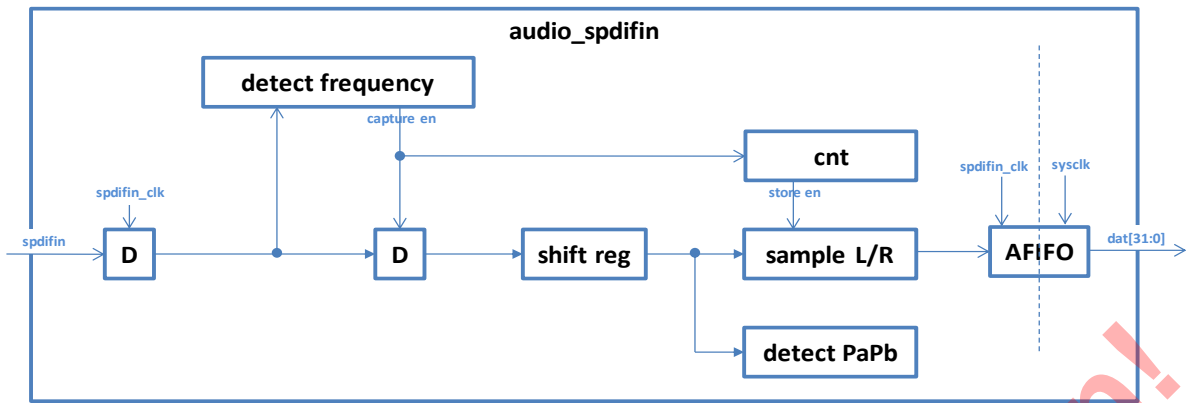 audio_spdifin
detect frequency
capture en
cnt
spdifin_clk
sysclk
spdifin_clk
store en
spdifin
dat[31:0]
D
D
shift reg
sample L/R
AFIFO
detect PaPb